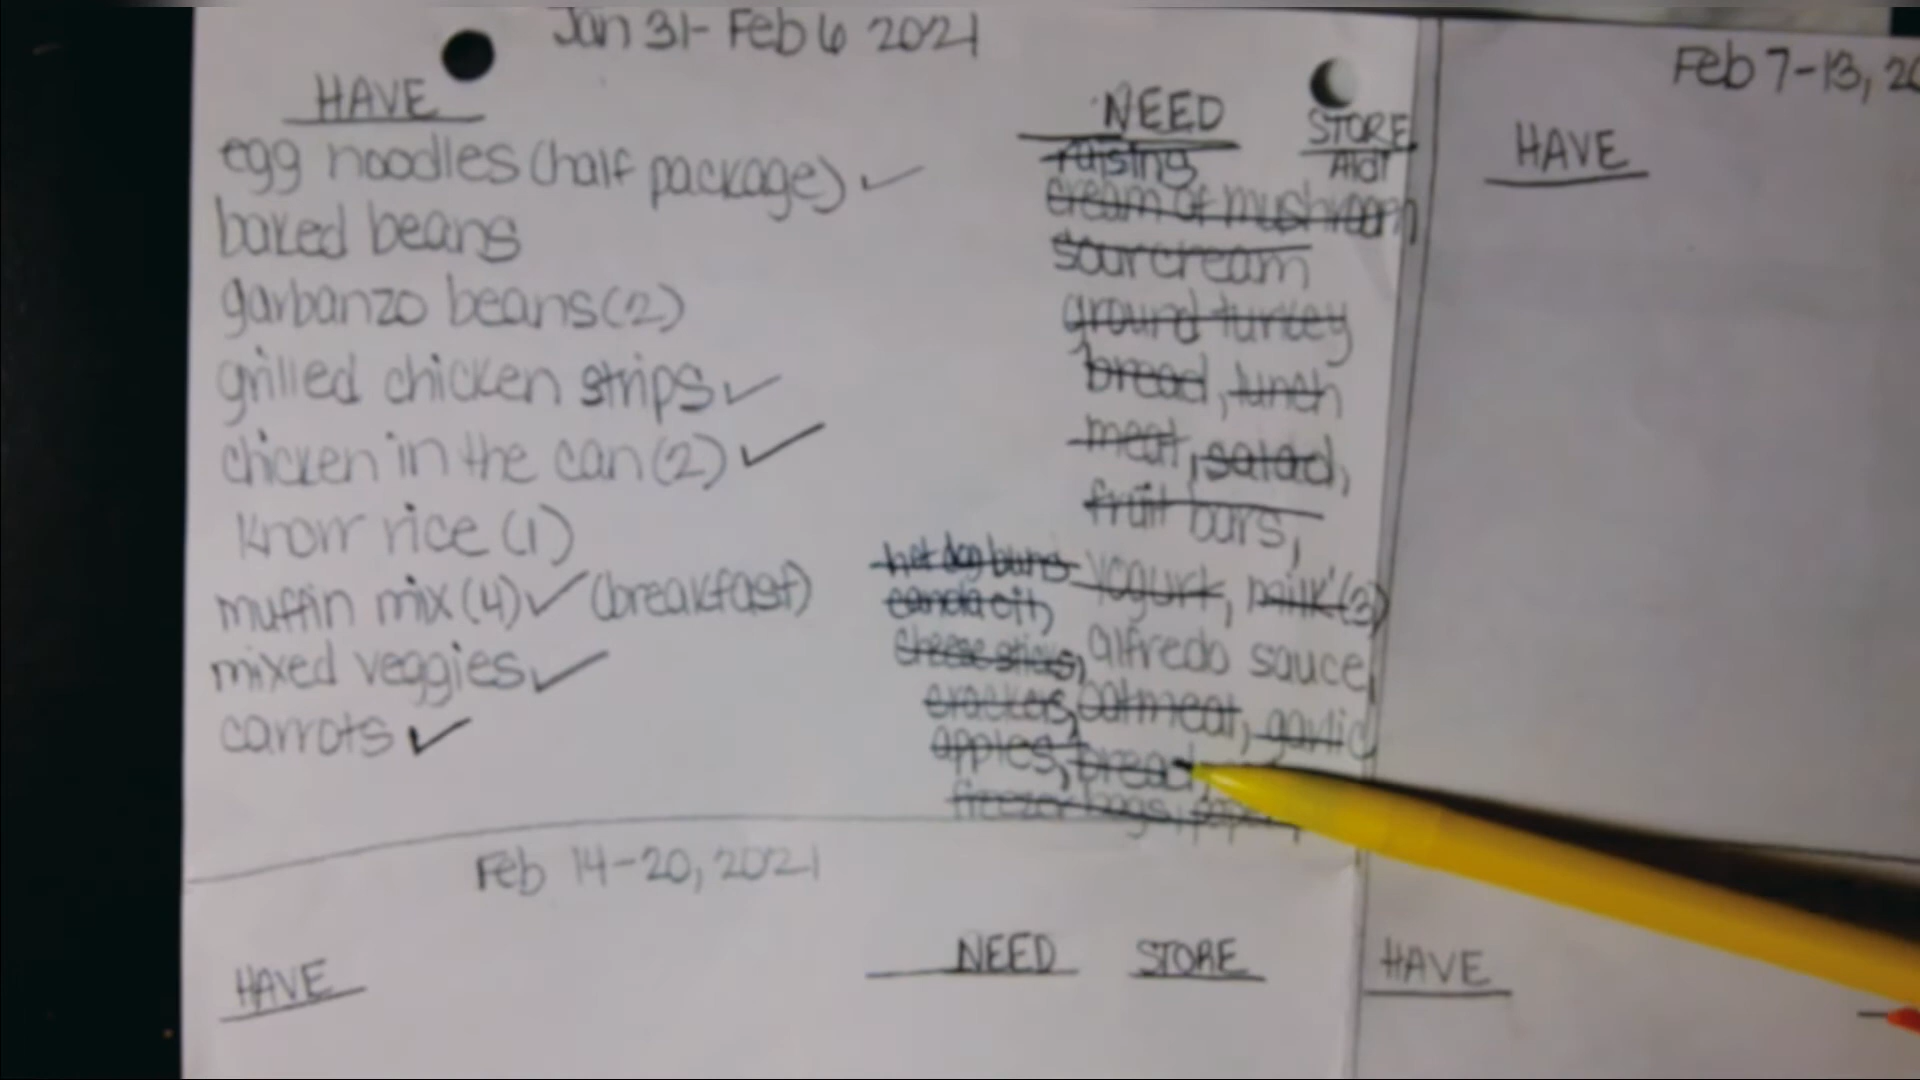 Jan 31- Feb 6 2021
HAVE
egg noodles (half package) ✓
baked beans
garbanzo beans (2)
grilled chicken strips ✓
chicken in the can (2) ✓
Knorr rice (1)
muffin mix (4) ✓ (breakfast)
mixed veggies ✓
carrots ✓
NEED
STORE
Aldi
cream of mushroom
sour cream
ground turkey
bread, lunch
meat, salad,
fruit bars,
hot dog buns yogurt, milk (3)
canola oil,
cheese sticks, alfredo sauce,
crackers, oatmeal, garlic
apples, bread,
freezer bags,
Feb 7-13, 20
HAVE
Feb 14-20, 2021
HAVE
NEED
STORE
HAVE